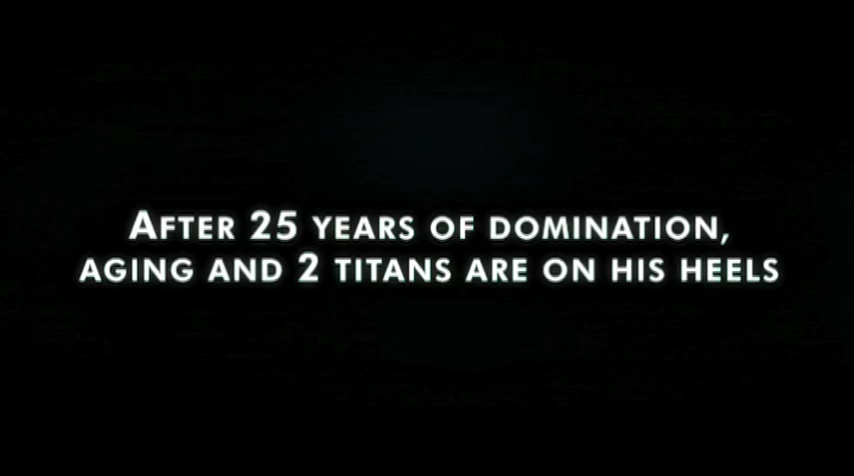 After 25 years of domination,
aging and 2 titans are on his heels